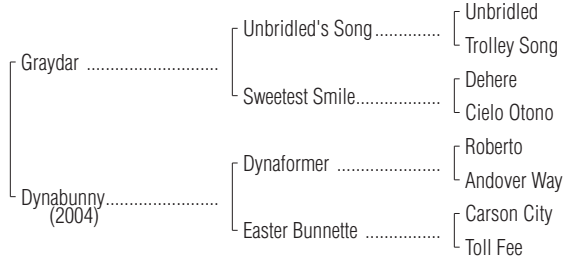 Unbridled
Unbridled's Song..............
Trolley Song
Graydar ............................
Dehere
Sweetest Smile..................
Cielo Otono
Roberto
Dynaformer ......................
Andover Way
Dynabunny........................
(2004)
Carson City
Easter Bunnette ................
Toll Fee